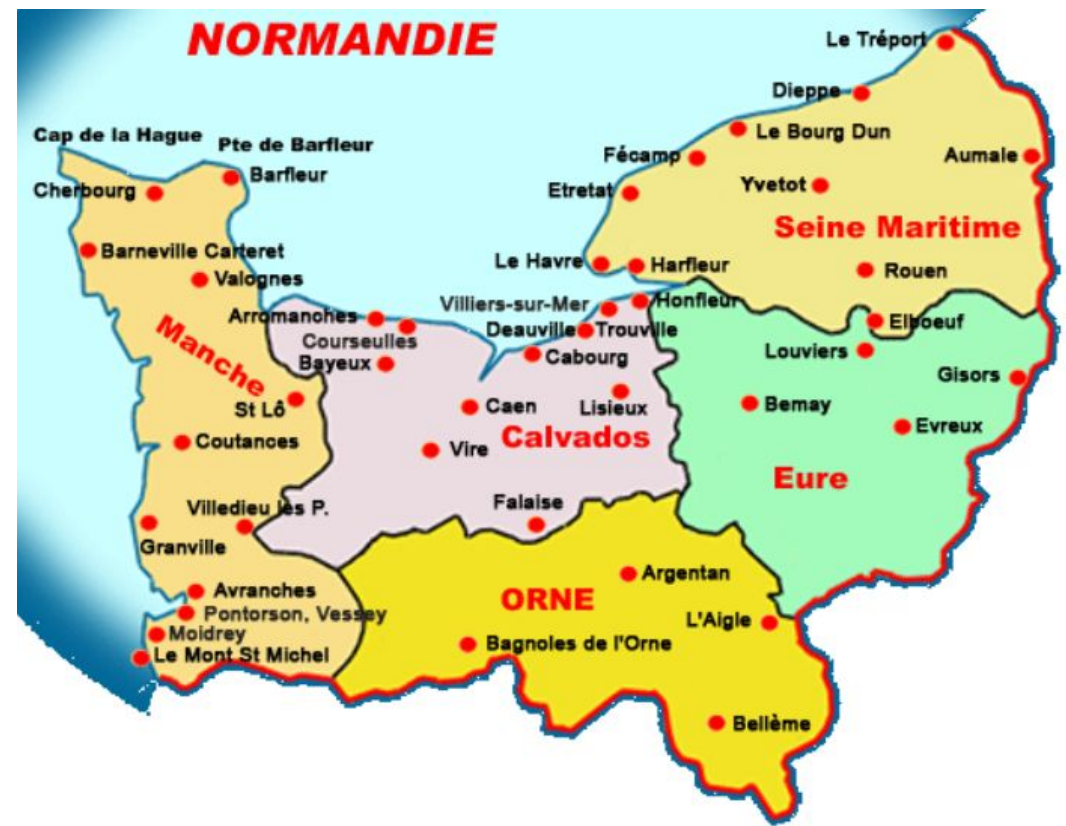 NORMANDIE
Le Tréport
Dieppe
Cap de la Hague
Pte de Barfleur
Le Bourg Dun
Fécamp
Aumale
Barfleur
Cherbourg
Etretat
Yvetot
Seine Maritime
Barneville Carteret
Le Havre
Harfleur
Rouen
Valognes
Villiers-sur-Mer
Honfleur
Arromanches
Deauville
Trouville
Elboeuf
Courseulles
Manche
Bayeux
Cabourg
Louviers
Gisors
St Lô
Caen
Lisieux
Bemay
Coutances
Vire
Calvados
Evreux
Eure
Villedieu les P.
Falaise
Granville
Argentan
Avranches
ORNE
Pontorson, Vessey
L'Aigle
Moidrey
Bagnoles de l'Orne
Le Mont St Michel
Bellème